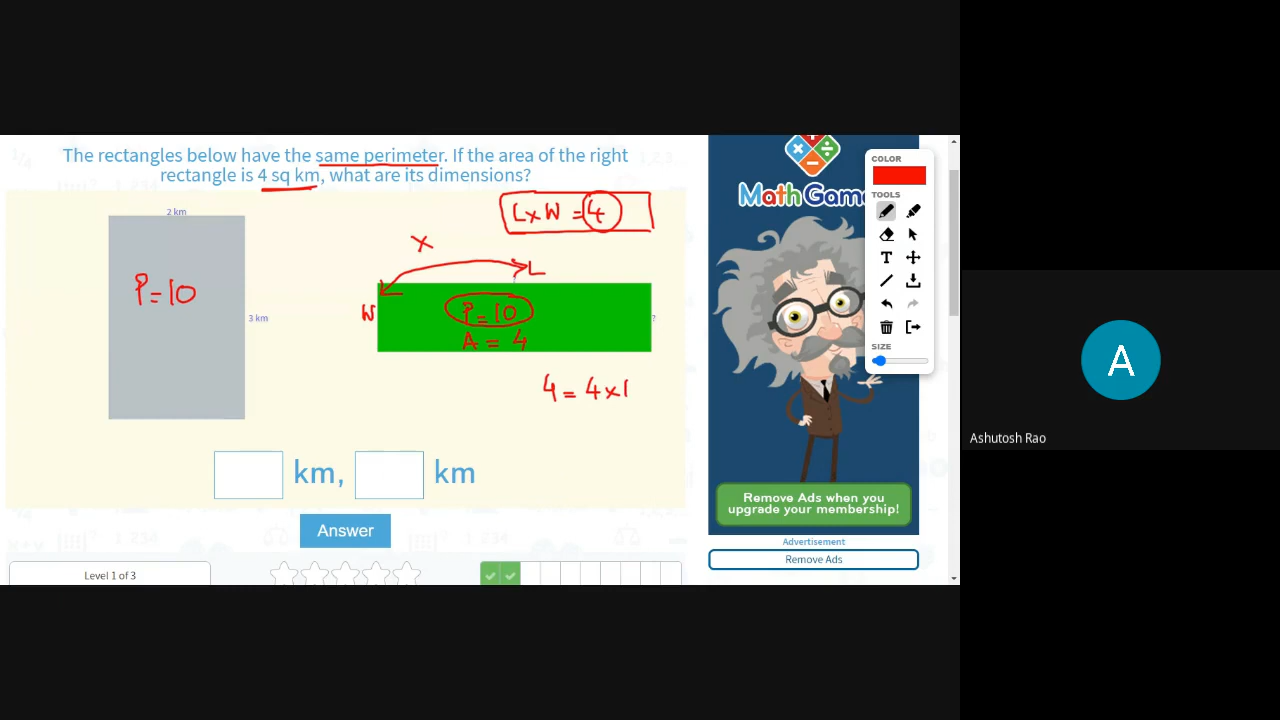 The rectangles below have the same perimeter. If the area of the right
rectangle is 4 sq km, what are its dimensions?
2 km
L x W = 4
x
L
P = 10
3 km
W
P = 10
?
A = 4
4 = 4 x 1
km,
km
Answer
Level 1 of 3
Math Game
Remove Ads when you
upgrade your membership!
Advertisement
Remove Ads
COLOR
TOOLS
T
SIZE
A
Ashutosh Rao